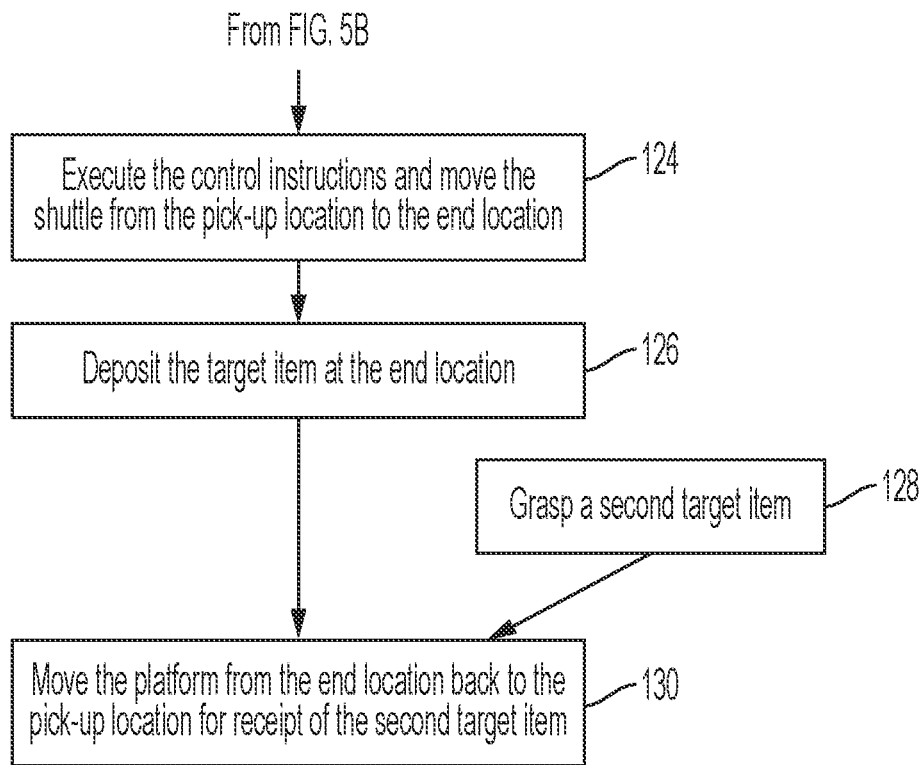 From FIG. 5B
Execute the control instructions and move the
shuttle from the pick-up location to the end location
124
Deposit the target item at the end location
126
Grasp a second target item
128
Move the platform from the end location back to the
pick-up location for receipt of the second target item
130